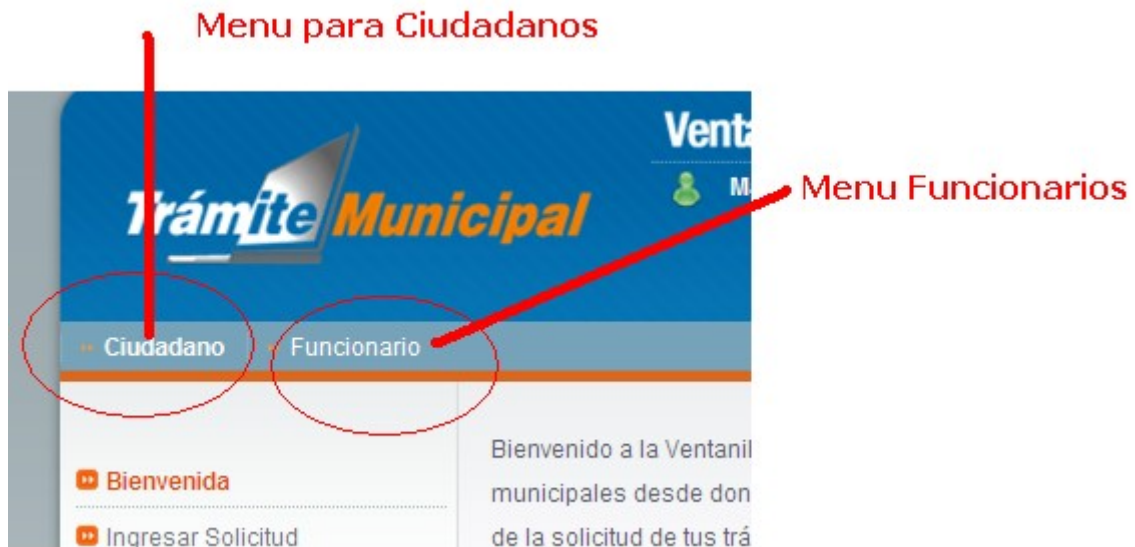 Menu para Ciudadanos
Venta
Trámite Municipal
Menu Funcionarios
Ciudadano
Funcionario
Bienvenido a la Ventanil
Bienvenida
municipales desde don
Ingresar Solicitud
de la solicitud de tus trá